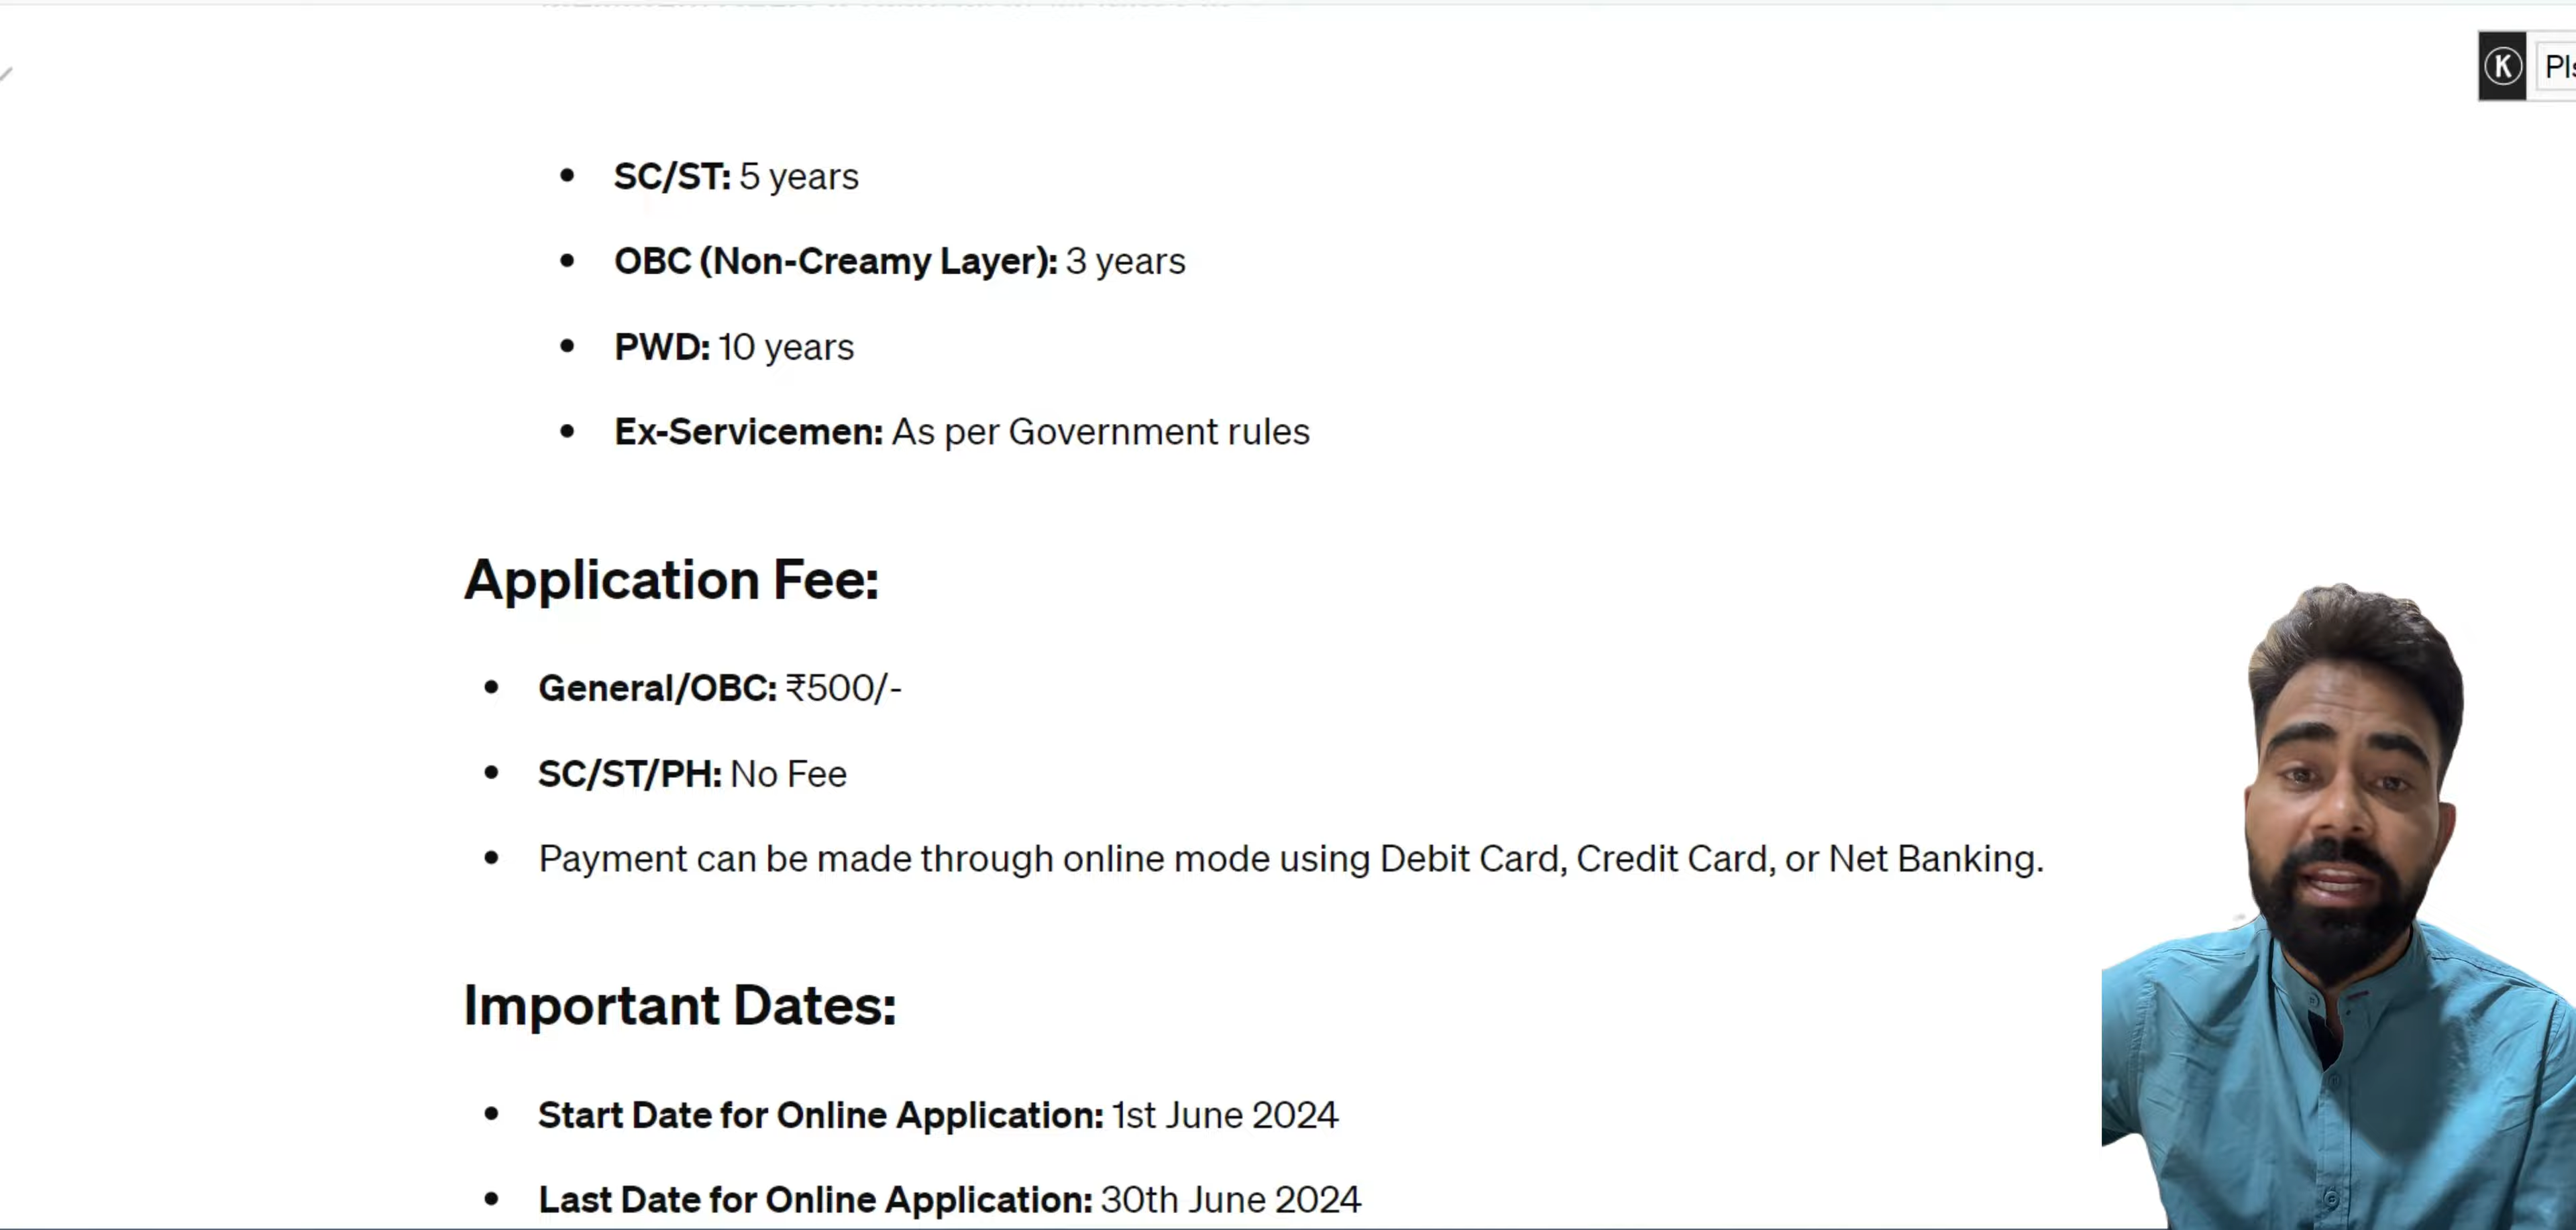 K Pl
SC/ST: 5 years
OBC (Non-Creamy Layer): 3 years
PWD: 10 years
Ex-Servicemen: As per Government rules
Application Fee:
General/OBC: ₹500/-
SC/ST/PH: No Fee
Payment can be made through online mode using Debit Card, Credit Card, or Net Banking.
Important Dates:
Start Date for Online Application: 1st June 2024
Last Date for Online Application: 30th June 2024